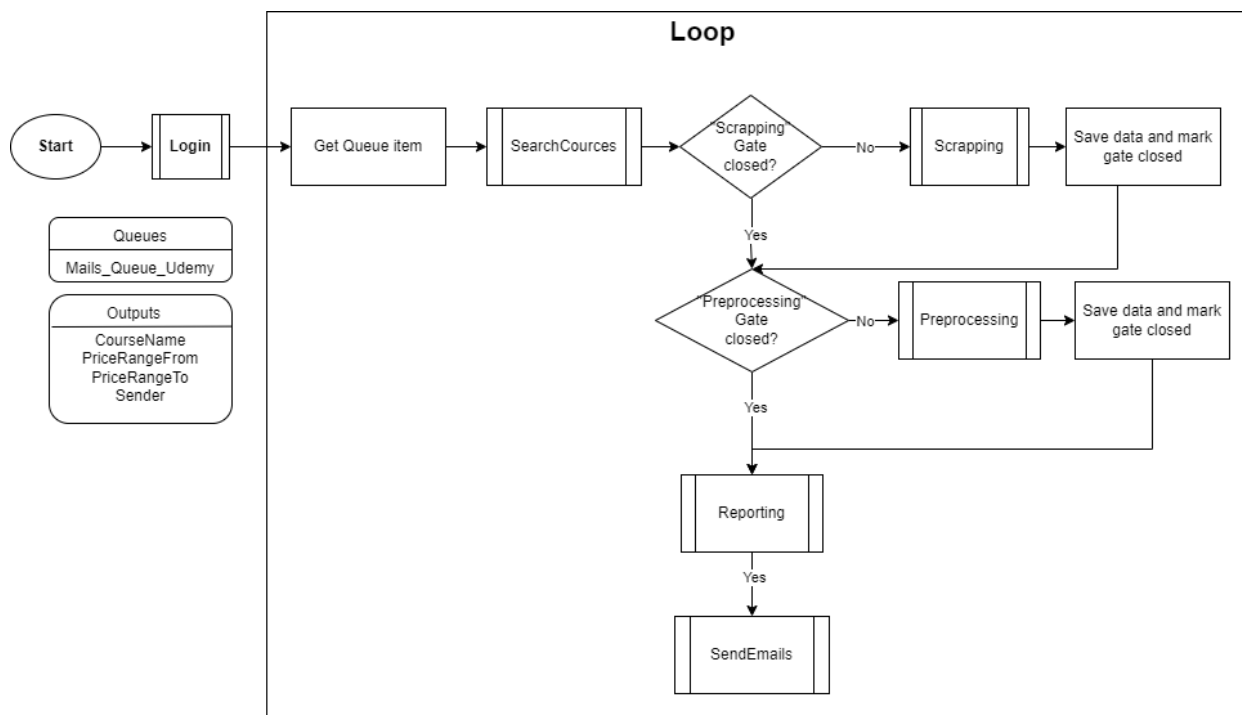 Loop
Start
Login
Get Queue item
SearchCources
"Scrapping"
Gate
closed?
No
Scrapping
Save data and mark
gate closed
Yes
Queues
Mails_Queue_Udemy
Outputs
CourseName
PriceRangeFrom
PriceRangeTo
Sender
"Preprocessing"
Gate
closed?
No
Preprocessing
Save data and mark
gate closed
Yes
Reporting
Yes
SendEmails